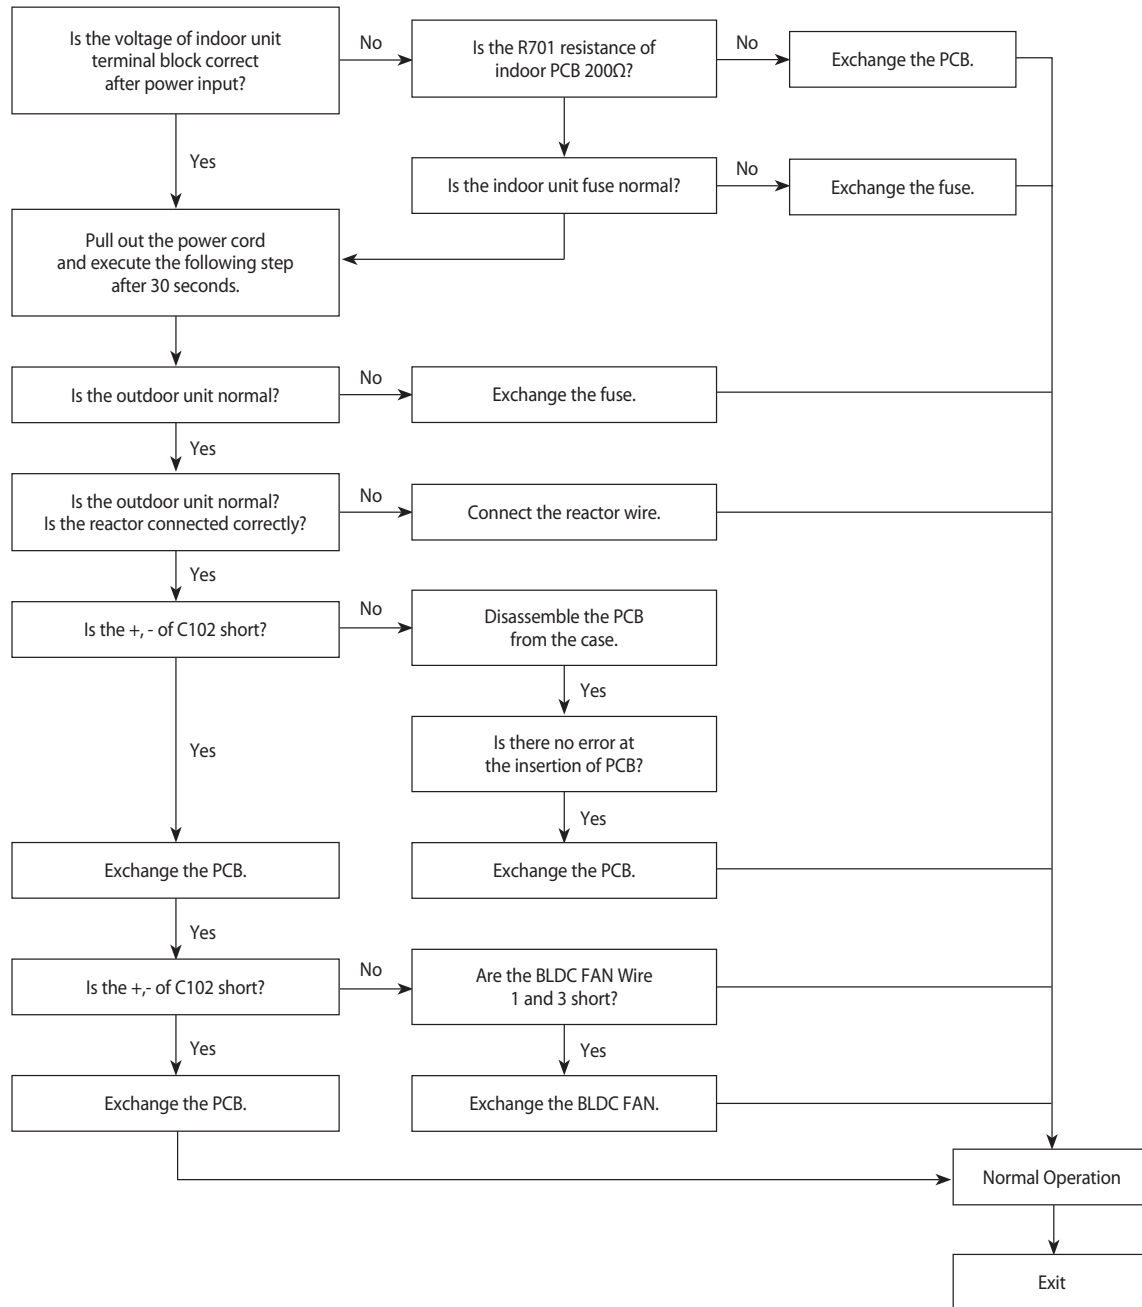 Is the voltage of indoor unit
terminal block correct
after power input?
No
Is the R701 resistance of
indoor PCB 200Ω?
No
Exchange the PCB.
Yes
Is the indoor unit fuse normal?
No
Exchange the fuse.
Pull out the power cord
and execute the following step
after 30 seconds.
Is the outdoor unit normal?
No
Exchange the fuse.
Yes
Is the outdoor unit normal?
Is the reactor connected correctly?
No
Connect the reactor wire.
Yes
Is the +, - of C102 short?
No
Disassemble the PCB
from the case.
Yes
Is there no error at
the insertion of PCB?
Yes
Yes
Exchange the PCB.
Exchange the PCB.
Yes
Is the +,- of C102 short?
No
Are the BLDC FAN Wire
1 and 3 short?
Yes
Yes
Exchange the PCB.
Exchange the BLDC FAN.
Normal Operation
Exit